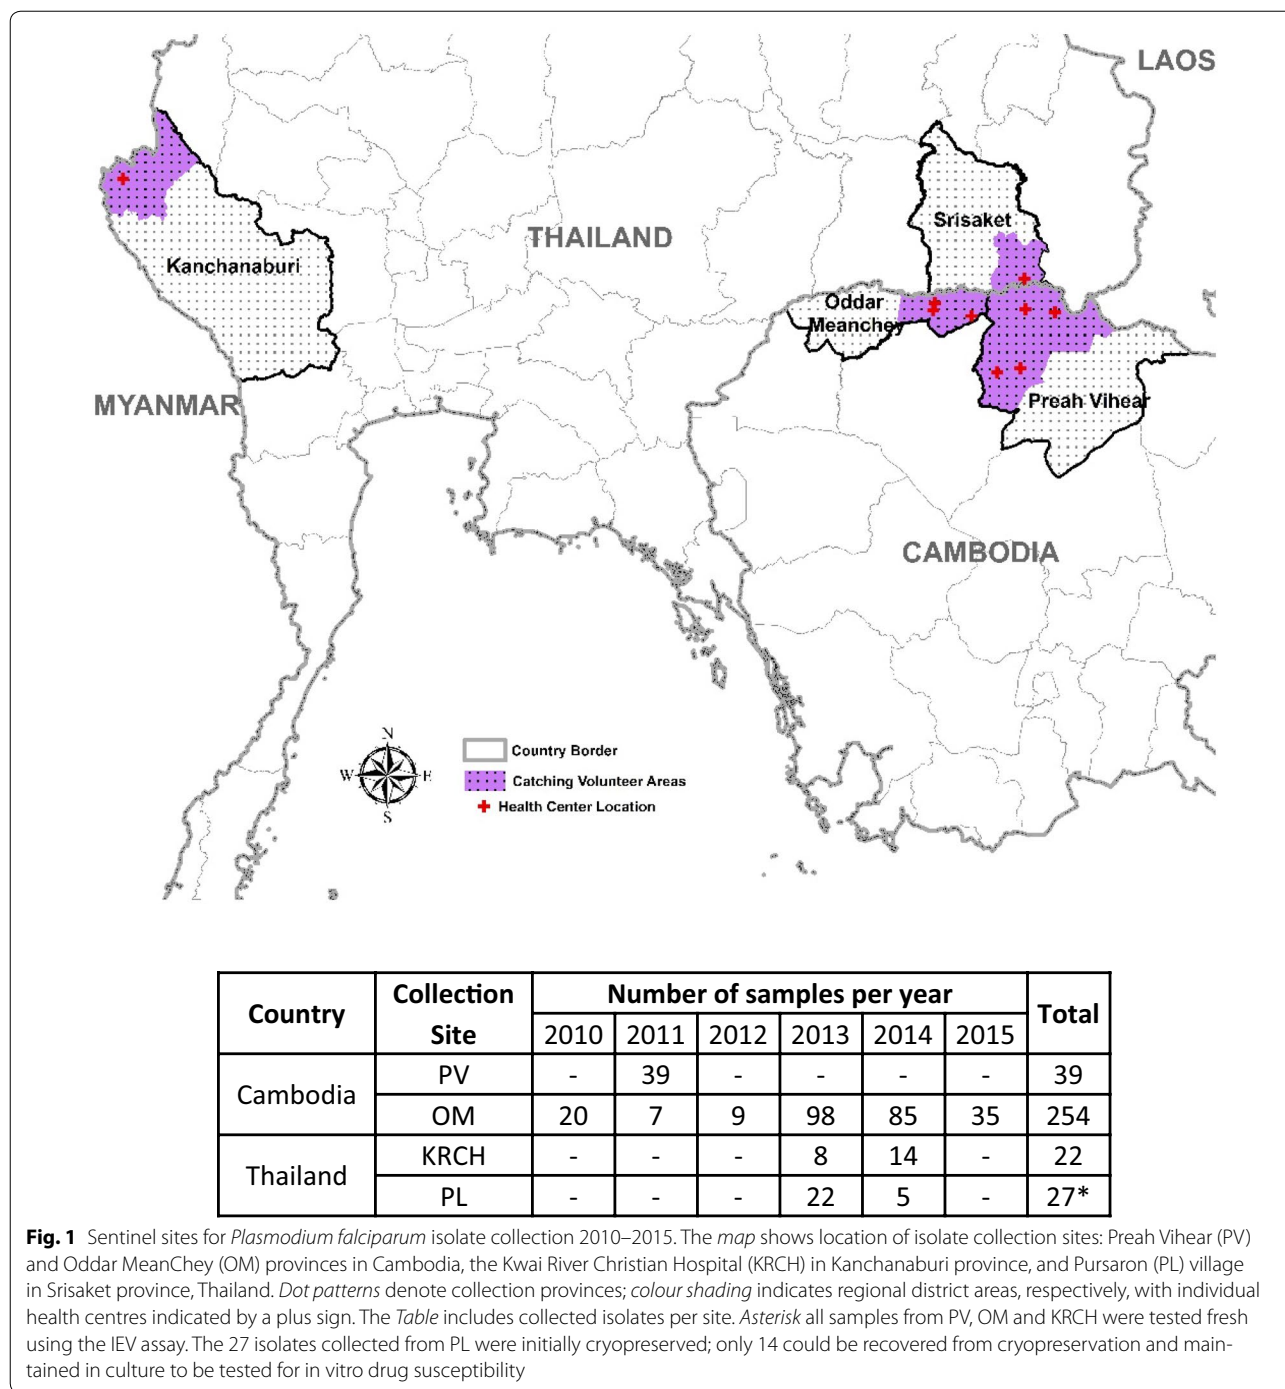 LAOS
THAILAND
Srisaket
Kanchanaburi
Oddar
Meanchey
MYANMAR
Preah Vihear
CAMBODIA
N
W E
S
Country Border
Catching Volunteer Areas
Health Center Location
Country Collection Site Number of samples per year Total
2010 2011 2012 2013 2014 2015
Cambodia PV - 39 - - - - 39
OM 20 7 9 98 85 35 254
Thailand KRCH - - - 8 14 - 22
PL - - - 22 5 - 27*
Fig. 1 Sentinel sites for Plasmodium falciparum isolate collection 2010–2015. The map shows location of isolate collection sites: Preah Vihear (PV)
and Oddar MeanChey (OM) provinces in Cambodia, the Kwai River Christian Hospital (KRCH) in Kanchanaburi province, and Pursaron (PL) village
in Srisaket province, Thailand. Dot patterns denote collection provinces; colour shading indicates regional district areas, respectively, with individual
health centres indicated by a plus sign. The Table includes collected isolates per site. Asterisk all samples from PV, OM and KRCH were tested fresh
using the IEV assay. The 27 isolates collected from PL were initially cryopreserved; only 14 could be recovered from cryopreservation and main-
tained in culture to be tested for in vitro drug susceptibility